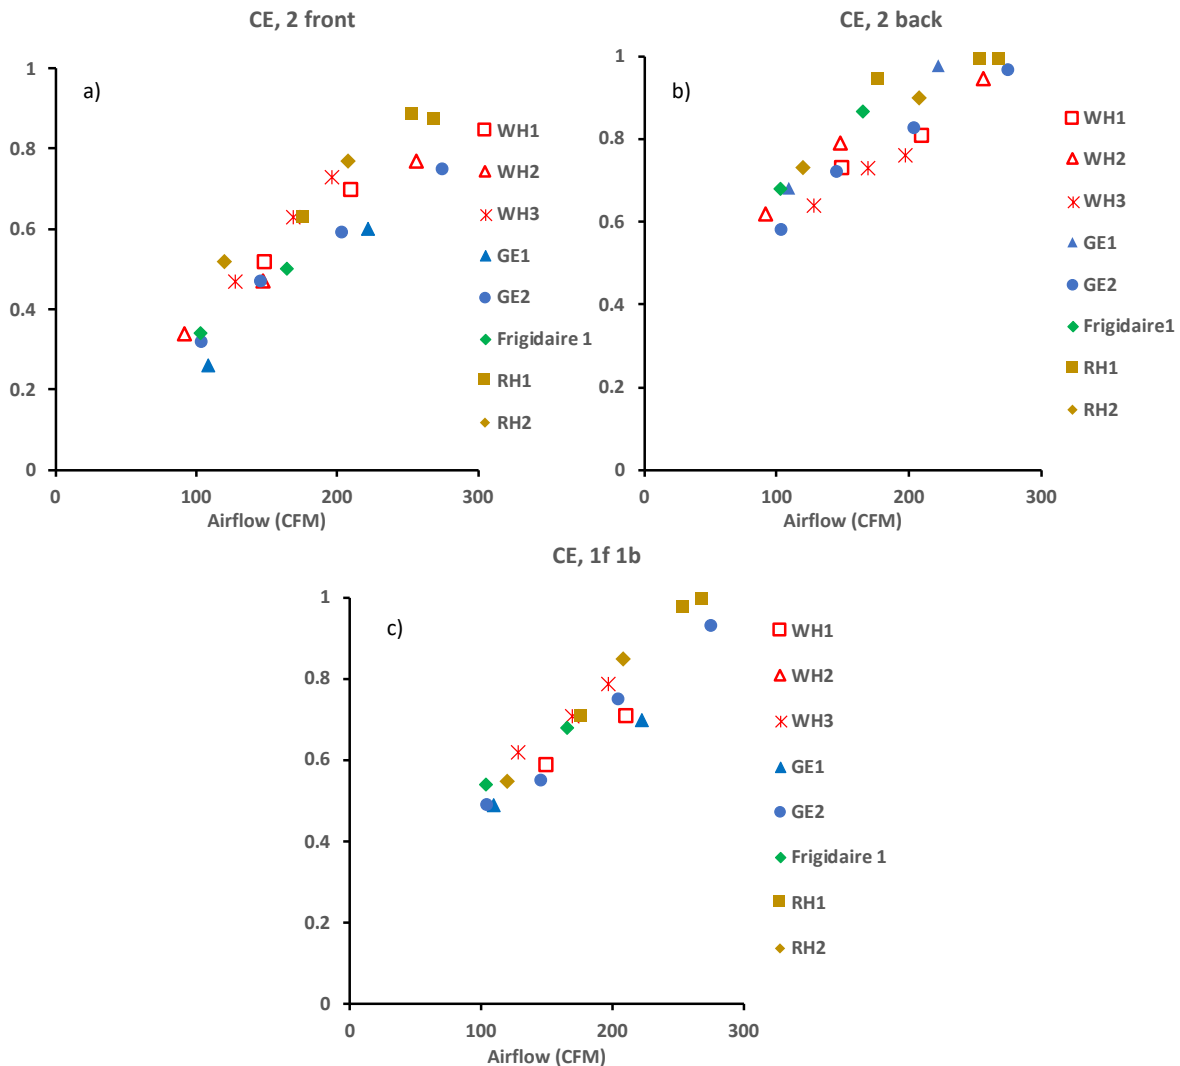 CE, 2 front
a)
1
0.8
0.6
0.4
0.2
0
0
100
200
300
Airflow (CFM)
WH1
WH2
WH3
GE1
GE2
Frigidaire 1
RH1
RH2
CE, 2 back
b)
1
0.8
0.6
0.4
0.2
0
0
100
200
300
Airflow (CFM)
WH1
WH2
WH3
GE1
GE2
Frigidaire1
RH1
RH2
CE, 1f 1b
c)
1
0.8
0.6
0.4
0.2
0
0
100
200
300
Airflow (CFM)
WH1
WH2
WH3
GE1
GE2
Frigidaire 1
RH1
RH2